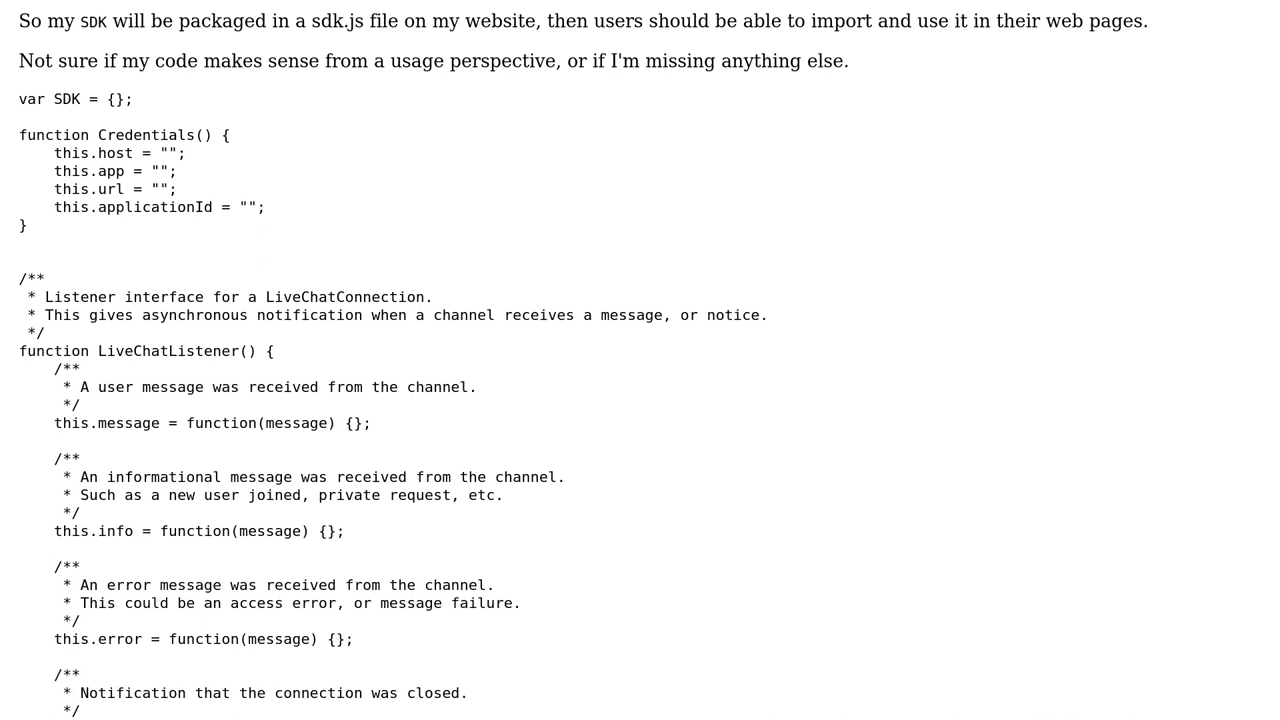 So my SDK will be packaged in a sdk.js file on my website, then users should be able to import and use it in their web pages.
Not sure if my code makes sense from a usage perspective, or if I'm missing anything else.
var SDK = {};
function Credentials() {
    this.host = "";
    this.app = "";
    this.url = "";
    this.applicationId = "";
}
/**
 * Listener interface for a LiveChatConnection.
 * This gives asynchronous notification when a channel receives a message, or notice.
 */
function LiveChatListener() {
    /**
     * A user message was received from the channel.
     */
    this.message = function(message) {};
    /**
     * An informational message was received from the channel.
     * Such as a new user joined, private request, etc.
     */
    this.info = function(message) {};
    /**
     * An error message was received from the channel.
     * This could be an access error, or message failure.
     */
    this.error = function(message) {};
    /**
     * Notification that the connection was closed.
     */